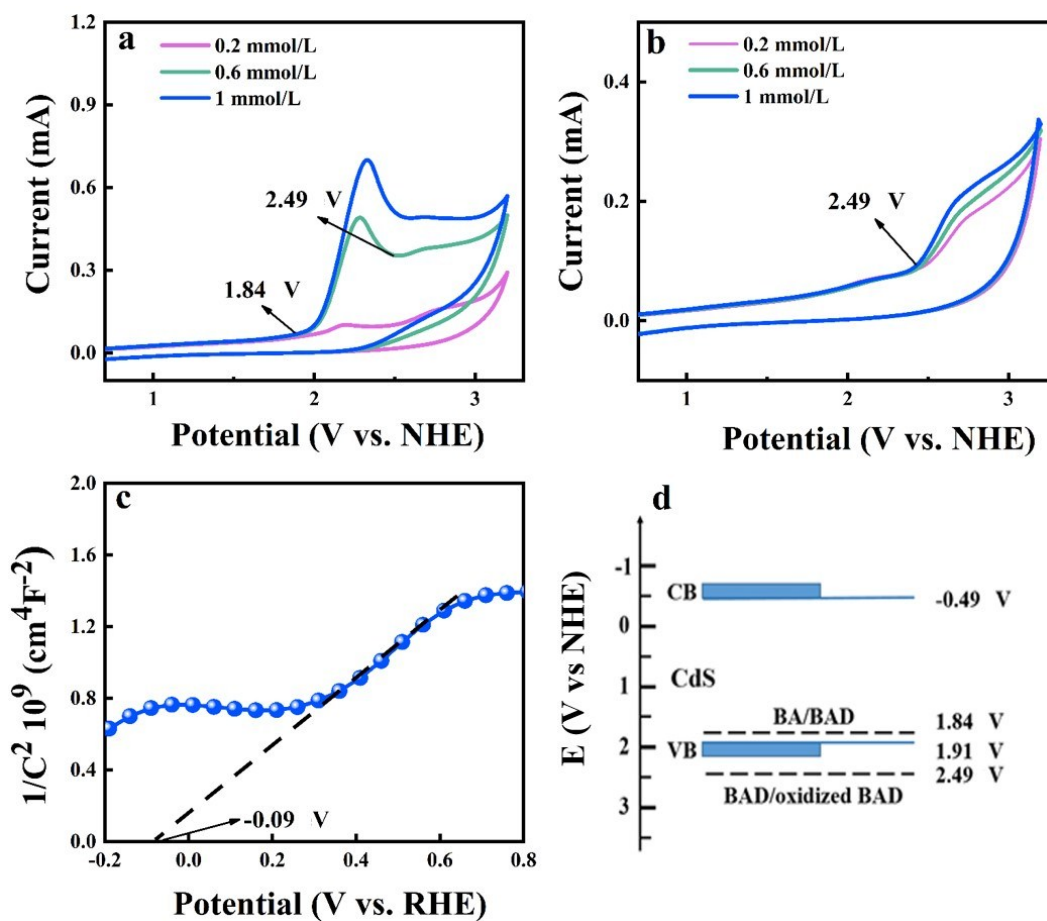 a
0.2 mmol/L
0.6 mmol/L
1 mmol/L
2.49 V
1.84 V
1.2
0.9
0.6
0.3
0.0
1
2
3
Current (mA)
Potential (V vs. NHE)
b
0.2 mmol/L
0.6 mmol/L
1 mmol/L
2.49 V
0.4
0.2
0.0
1
2
3
Current (mA)
Potential (V vs. NHE)
c
1.8
1.4
1.2
0.8
0.4
0.0
-0.09 V
-0.2
0.0
0.2
0.4
0.6
0.8
1/C² 10⁹ (cm⁴F⁻²)
Potential (V vs. RHE)
d
-1
0
1
2
3
E (V vs NHE)
CB
-0.49 V
CdS
BA/BAD
1.84 V
VB
1.91 V
2.49 V
BAD/oxidized BAD